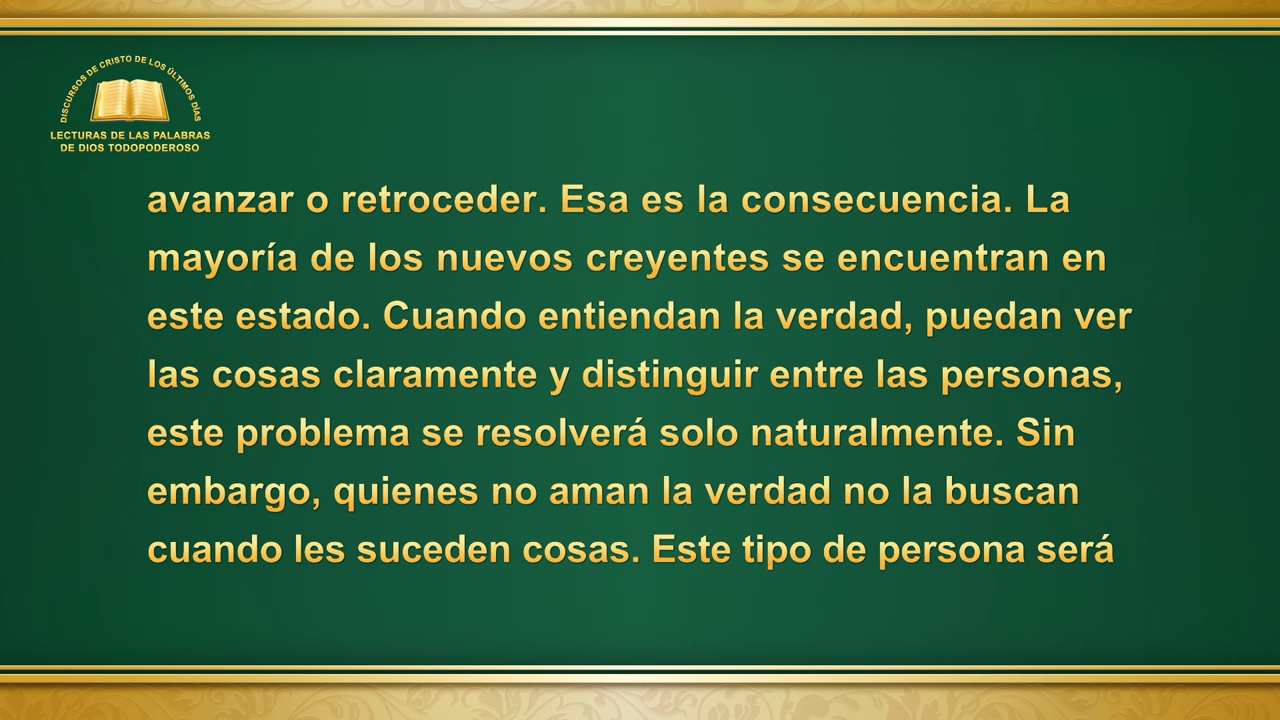 DISCURSOS DE CRISTO DE LOS ÚLTIMOS DÍAS
LECTURAS DE LAS PALABRAS
DE DIOS TODOPODEROSO
avanzar o retroceder. Esa es la consecuencia. La
mayoría de los nuevos creyentes se encuentran en
este estado. Cuando entiendan la verdad, puedan ver
las cosas claramente y distinguir entre las personas,
este problema se resolverá solo naturalmente. Sin
embargo, quienes no aman la verdad no la buscan
cuando les suceden cosas. Este tipo de persona será